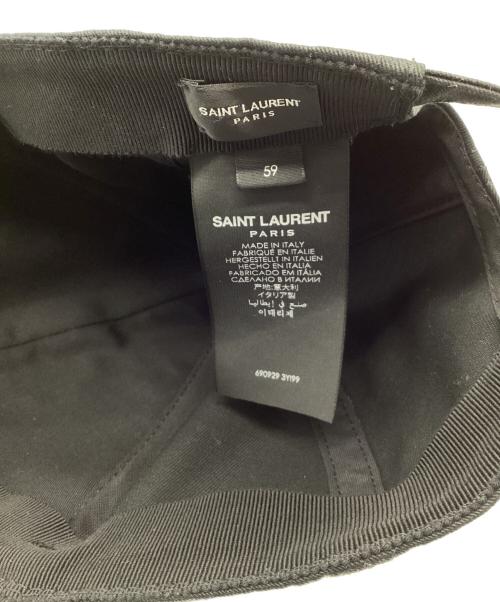 SAINT LAURENT
PARIS
59
SAINT LAURENT
PARIS
MADE IN ITALY
FABRIQUÉ EN ITALIE
HERGESTELLT IN ITALIEN
HECHO EN ITALIA
FABRICADO EM ITÁLIA
СДЕЛАНО В ИТАЛИИ
产地:意大利
イタリア製
صنع في إيطاليا
이태리제
690929 3YI99